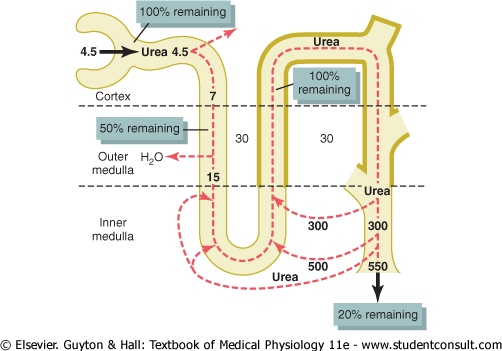 100% remaining
4.5
Urea 4.5
Urea
100%
remaining
Cortex
7
50% remaining
30
30
Outer
medulla
H₂O
15
Urea
Inner
medulla
300
300
500
550
Urea
20% remaining
© Elsevier. Guyton & Hall: Textbook of Medical Physiology 11e - www.studentconsult.com